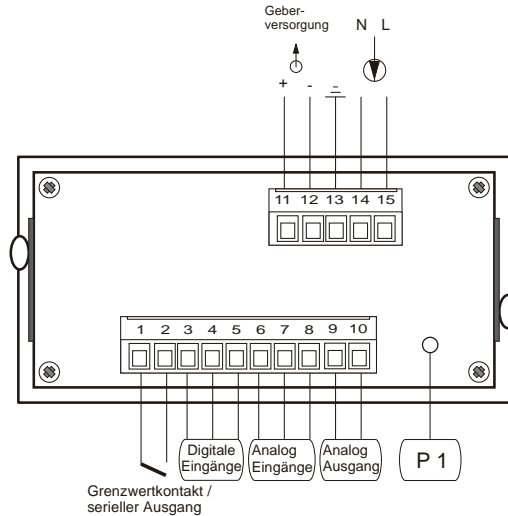 Geber-
versorgung
N L
+ -
11 12 13 14 15
1 2 3 4 5 6 7 8 9 10
Digitale
Eingänge
Analog
Eingänge
Analog
Ausgang
P 1
Grenzwertkontakt /
serieller Ausgang